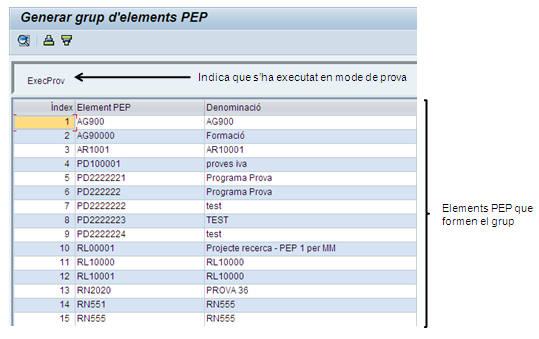 Generar grup d'elements PEP
ExecProv
Indica que s'ha executat en mode de prova
Índex Element PEP Denominació
1 AG900 AG900
2 AG90000 Formació
3 AR1001 AR10001
4 PD100001 proves iva
5 PD2222221 Programa Prova
6 PD222222 Programa Prova
7 PD2222222 test
8 PD2222223 TEST
9 PD2222224 test
10 RL00001 Projecte recerca - PEP 1 per MM
11 RL10000 RL10000
12 RL10001 RL10000
13 RN2020 PROVA 36
14 RN551 RN555
15 RN555 RN555
Elements PEP que
formen el grup